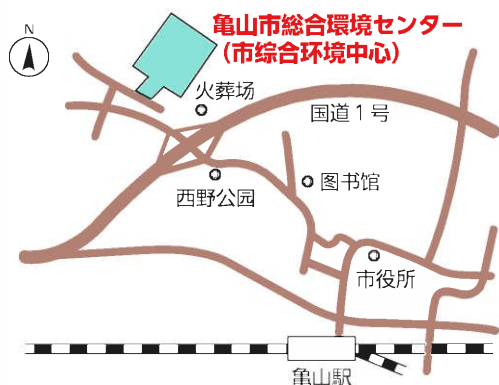 亀山市総合環境センター
（市综合环境中心）
N
火葬场
国道１号
西野公园
图书馆
市役所
亀山駅